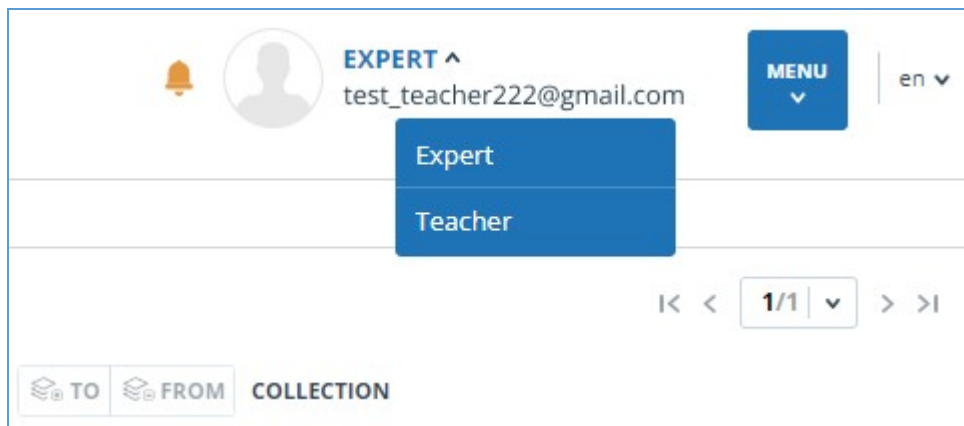 EXPERT
test_teacher222@gmail.com
MENU
en
Expert
Teacher
1/1
TO FROM COLLECTION